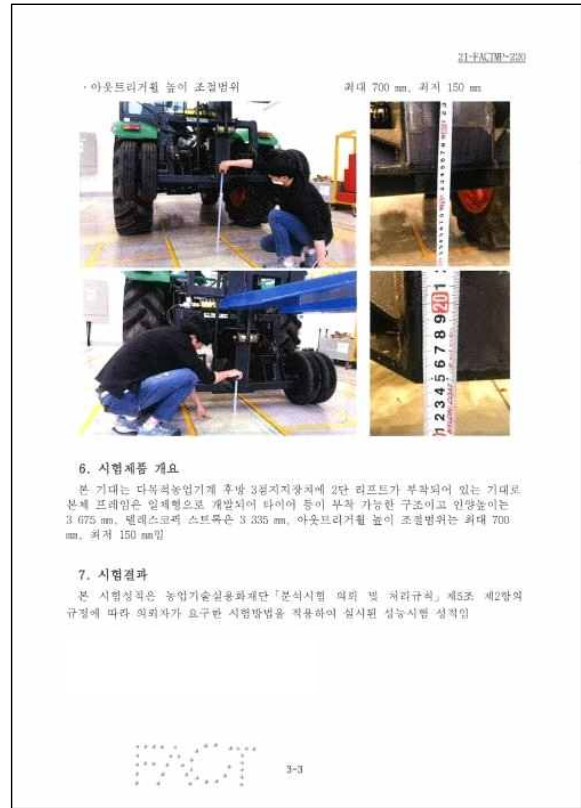 21-FACTMP-220
· 아웃트리거휠 높이 조절범위 최대 700 ㎜, 최저 150 ㎜
6. 시험제품 개요
본 기대는 다목적농업기계 후방 3점지지장치에 2단 리프트가 부착되어 있는 기대로
본체 프레임은 일체형으로 개발되어 타이어 등이 부착 가능한 구조이고 인양높이는
3 675 ㎜, 텔레스코픽 스트록은 3 335 ㎜, 아웃트리거휠 높이 조절범위는 최대 700
㎜, 최저 150 ㎜임
7. 시험결과
본 시험성적은 농업기술실용화재단「분석시험 의뢰 및 처리규칙」제5조 제2항의
규정에 따라 의뢰자가 요구한 시험방법을 적용하여 실시된 성능시험 성적임
FACT
3-3